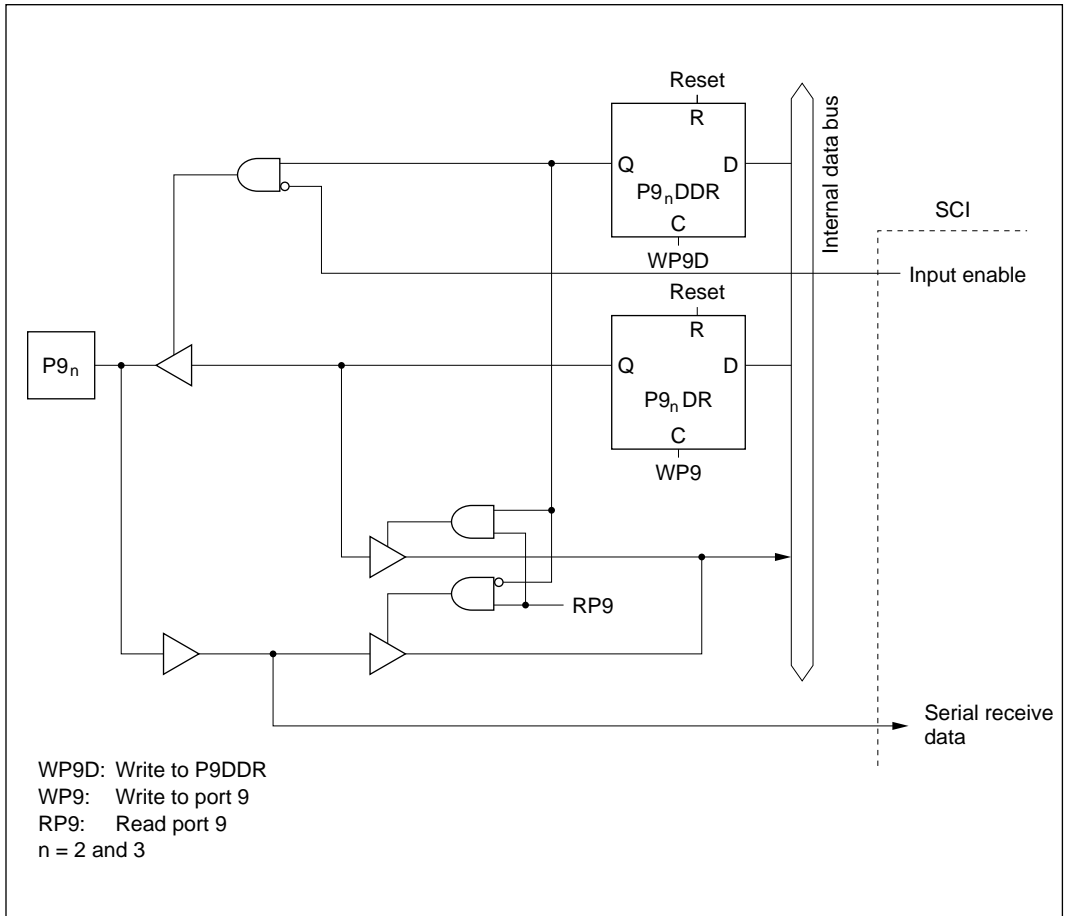 Reset
R
Q
D
P9nDDR
C
WP9D
Internal data bus
SCI
Input enable
Reset
R
P9n
Q
D
P9nDR
C
WP9
RP9
Serial receive
data
WP9D: Write to P9DDR
WP9: Write to port 9
RP9: Read port 9
n = 2 and 3